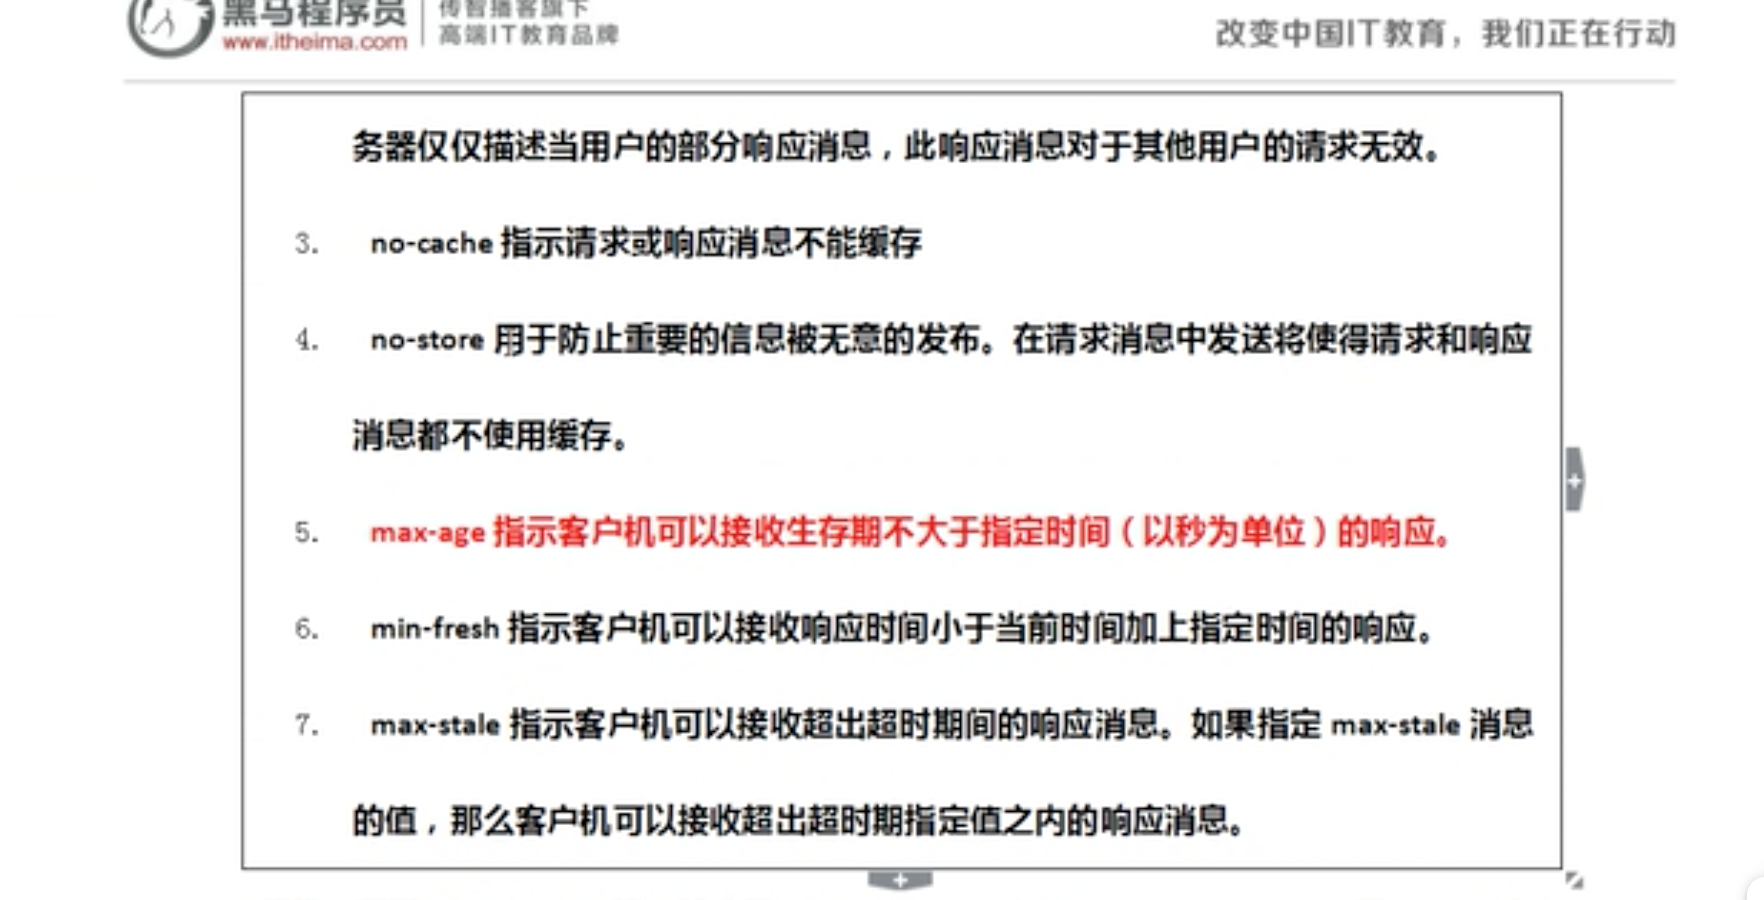 黑马程序员
传智播客旗下
www.itheima.com
高端IT教育品牌
改变中国IT教育，我们正在行动
务器仅仅描述当用户的部分响应消息，此响应消息对于其他用户的请求无效。
3. no-cache 指示请求或响应消息不能缓存
4. no-store 用于防止重要的信息被无意的发布。在请求消息中发送将使得请求和响应
消息都不使用缓存。
5. max-age 指示客户机可以接收生存期不大于指定时间（以秒为单位）的响应。
6. min-fresh 指示客户机可以接收响应时间小于当前时间加上指定时间的响应。
7. max-stale 指示客户机可以接收超出超时期间的响应消息。如果指定 max-stale 消息
的值，那么客户机可以接收超出超时期指定值之内的响应消息。